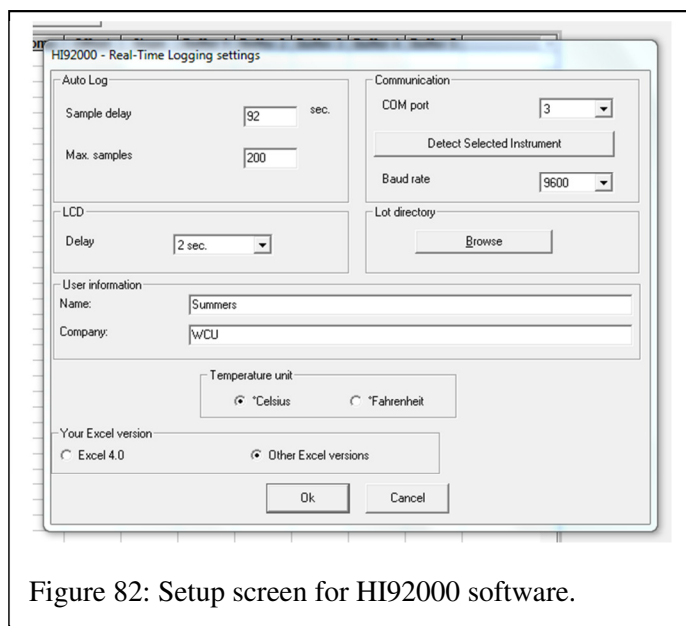 HI92000 - Real-Time Logging settings
Auto Log
Sample delay 92 sec.
Max. samples 200
Communication
COM port 3
Detect Selected Instrument
Baud rate 9600
LCD
Delay 2 sec.
Lot directory
Browse
User information
Name: Summers
Company: WCU
Temperature unit
°Celsius °Fahrenheit
Your Excel version
Excel 4.0 Other Excel versions
Ok Cancel
Figure 82: Setup screen for HI92000 software.